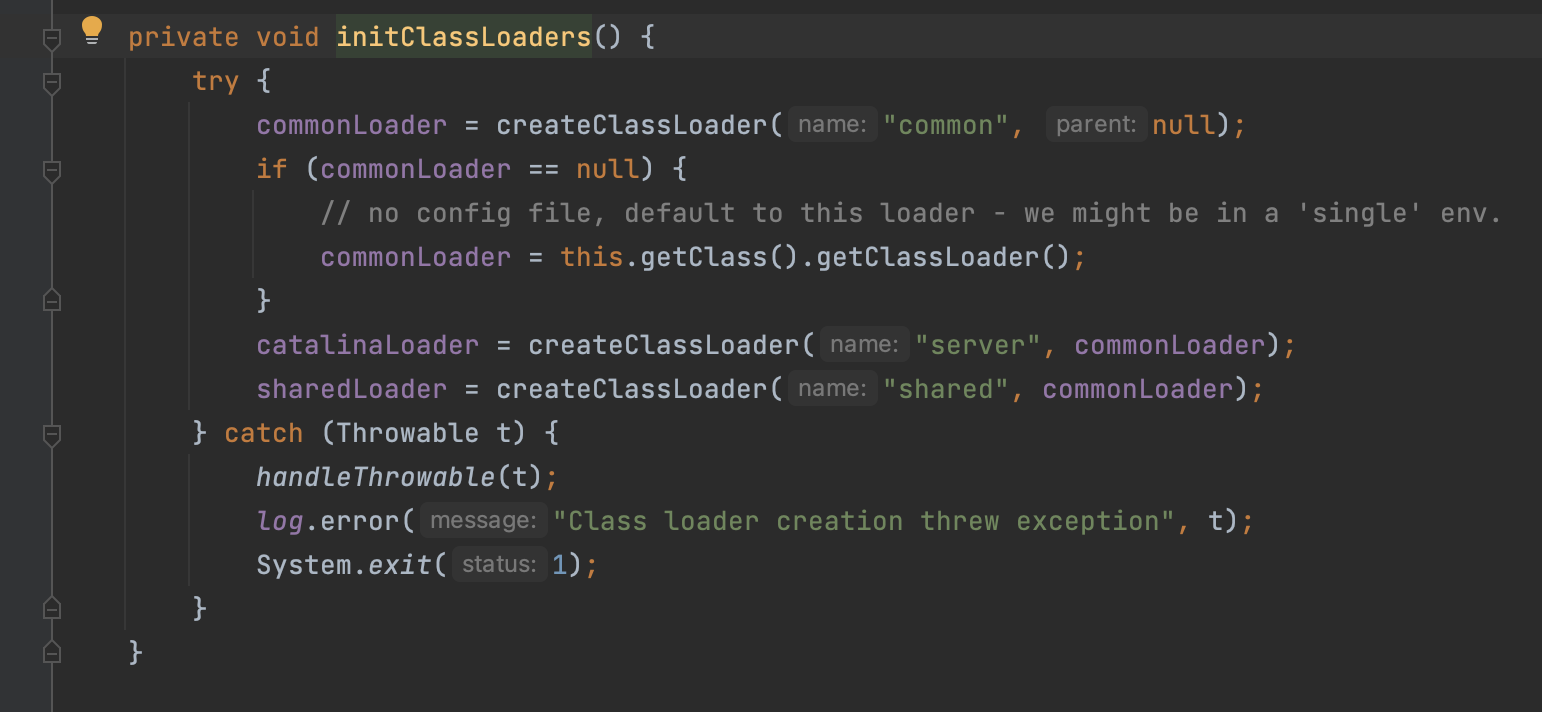 private void initClassLoaders() {
try {
commonLoader = createClassLoader( name: "common", parent: null);
if (commonLoader == null) {
// no config file, default to this loader - we might be in a 'single' env.
commonLoader = this.getClass().getClassLoader();
}
catalinaLoader = createClassLoader( name: "server", commonLoader);
sharedLoader = createClassLoader( name: "shared", commonLoader);
} catch (Throwable t) {
handleThrowable(t);
log.error( message: "Class loader creation threw exception", t);
System.exit( status: 1);
}
}